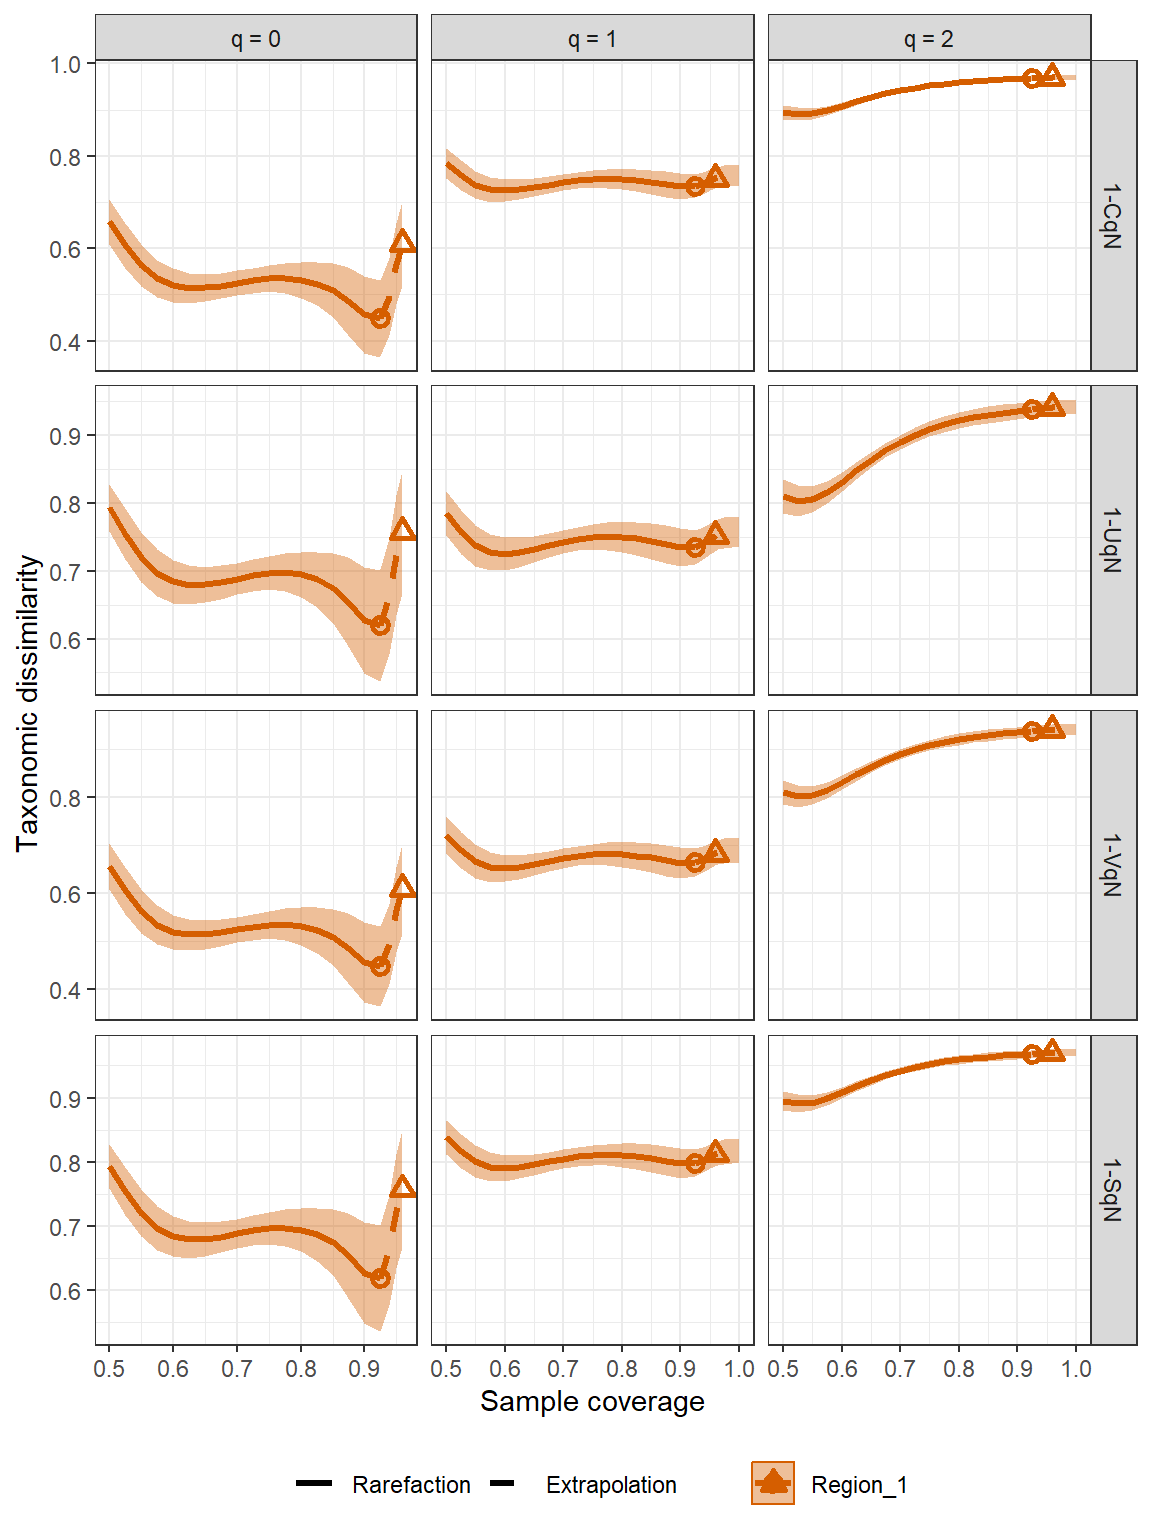 q = 0
q = 1
q = 2
1.0
0.8
0.6
0.4
1-CqN
0.9
0.8
0.7
0.6
1-UqN
0.8
0.6
0.4
1-VqN
0.9
0.8
0.7
0.6
1-SqN
Taxonomic dissimilarity
0.5 0.6 0.7 0.8 0.9
0.5 0.6 0.7 0.8 0.9 1.0
0.5 0.6 0.7 0.8 0.9 1.0
Sample coverage
Rarefaction
Extrapolation
Region_1